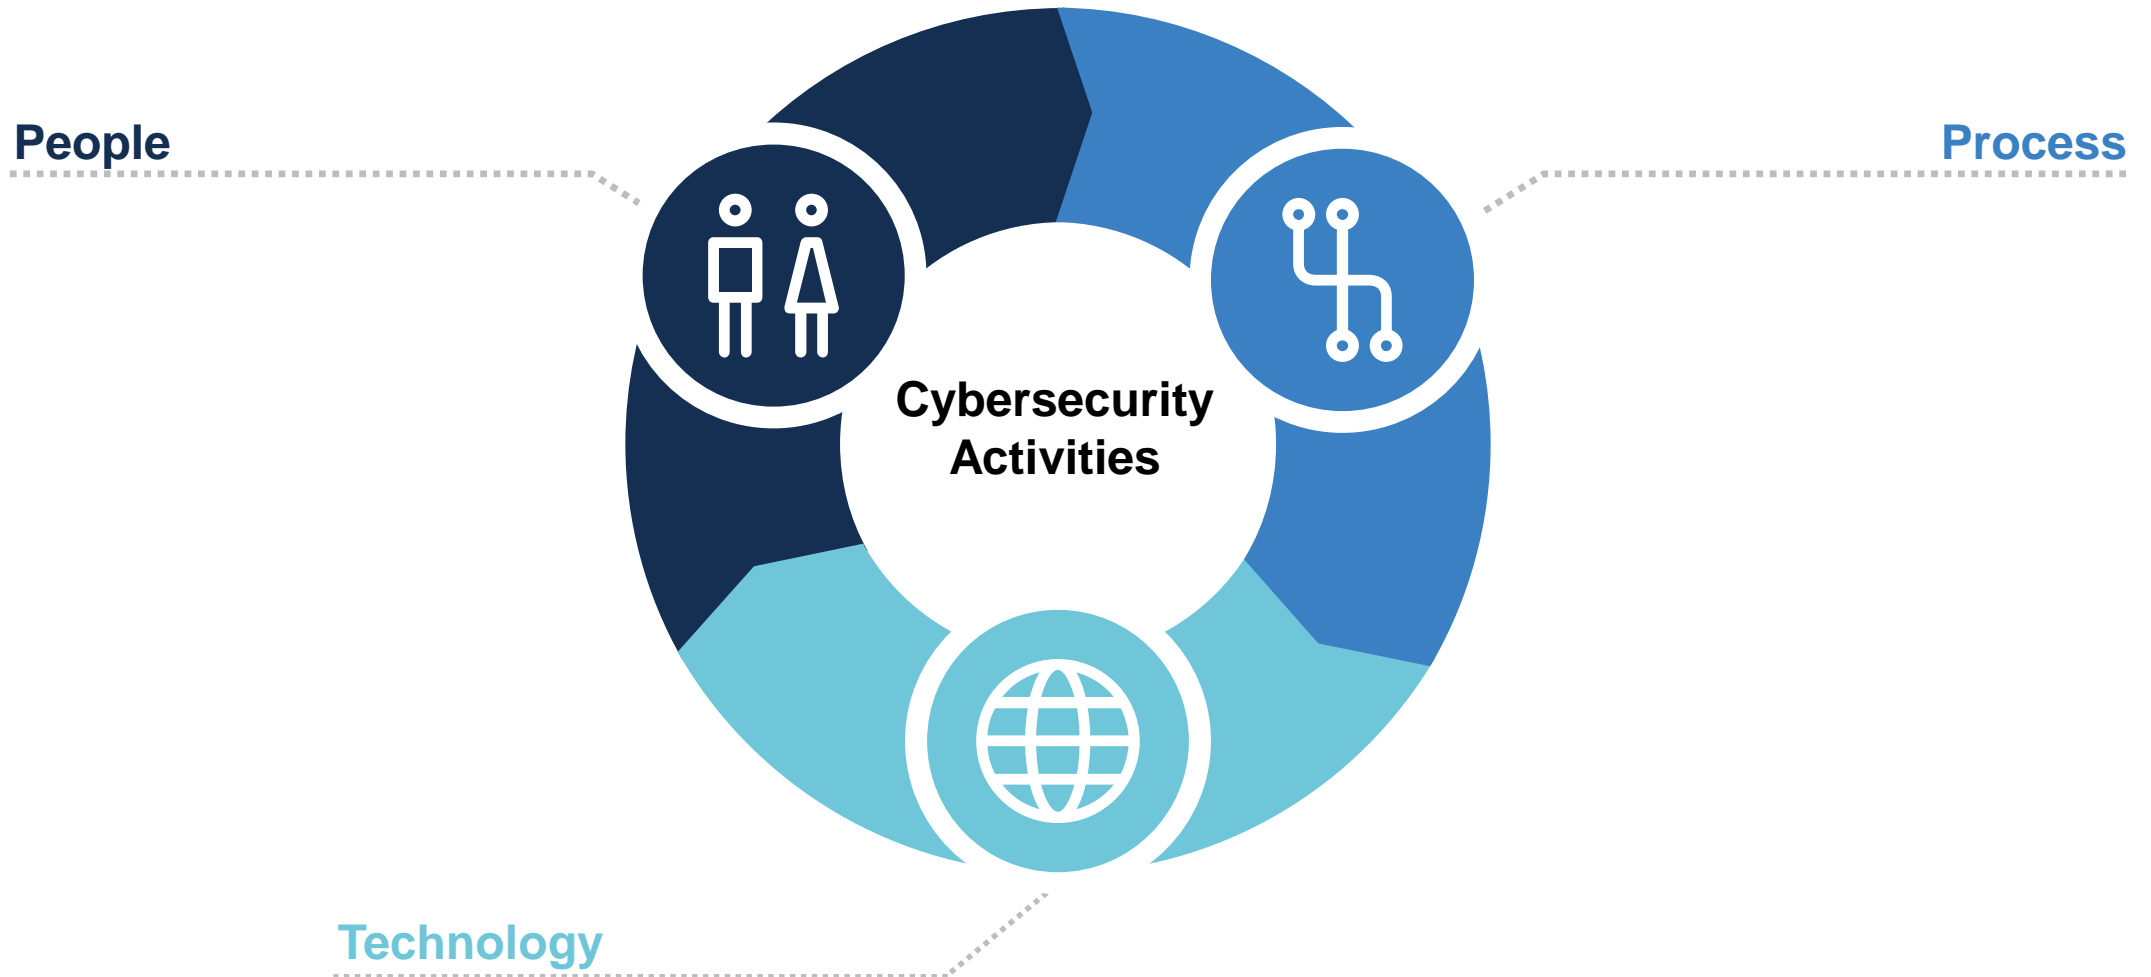 People
Process
Cybersecurity
Activities
Technology